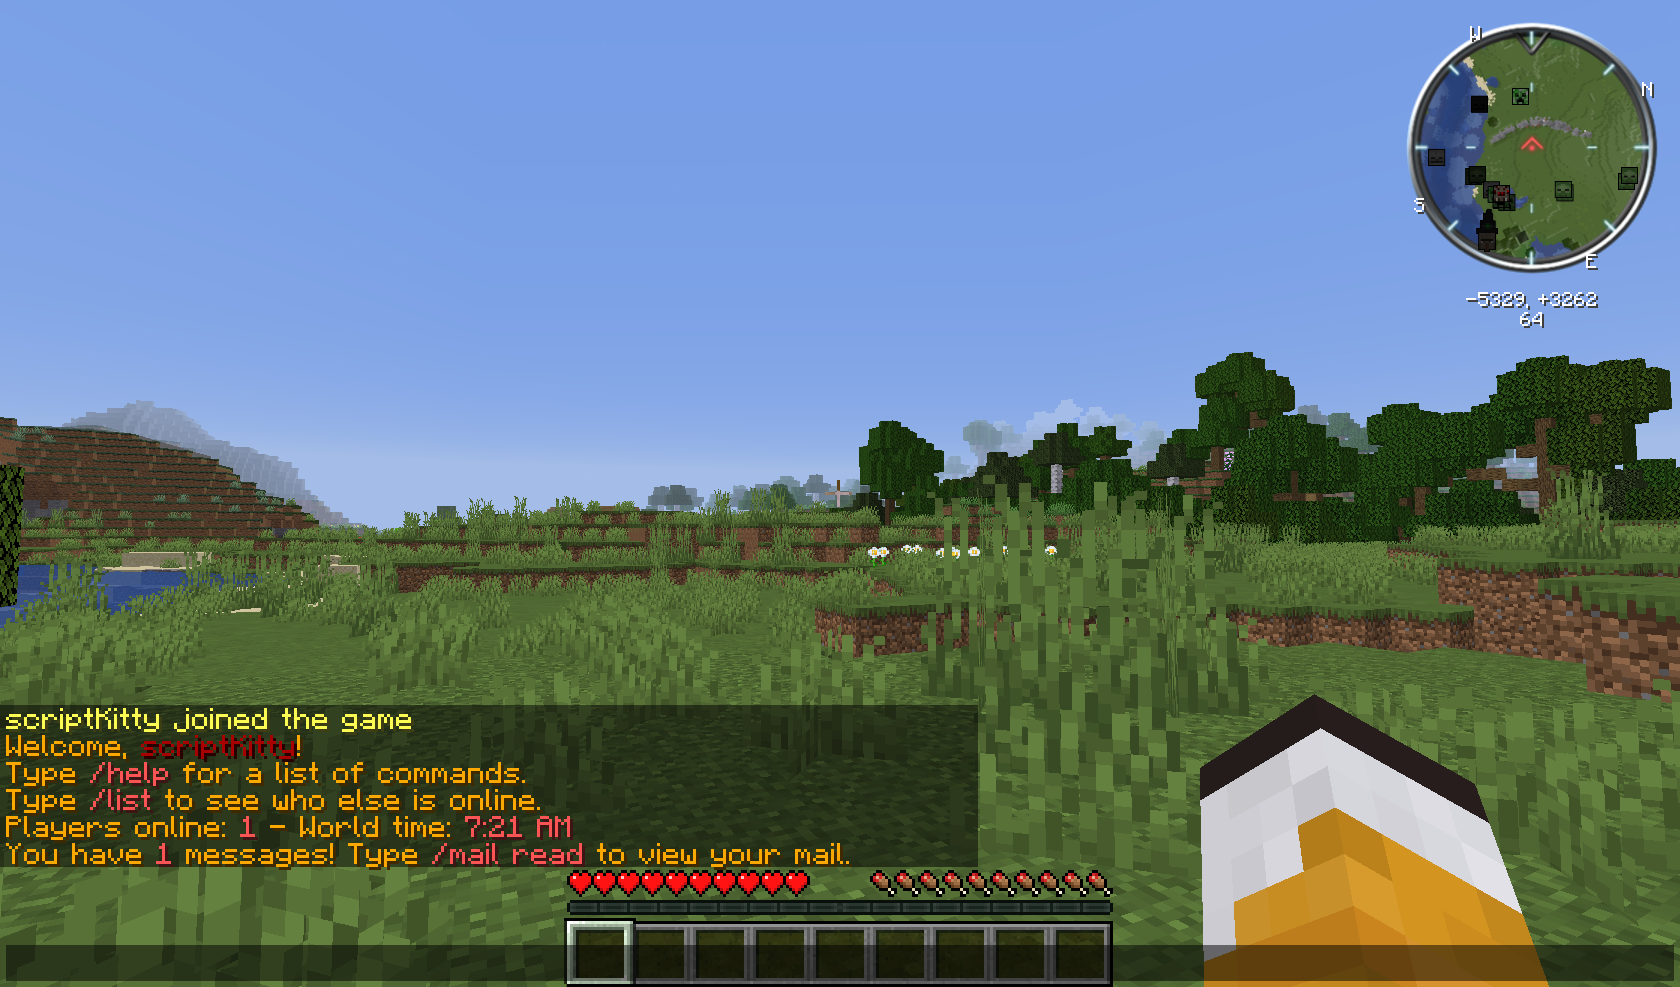 W
N
S
E
-5329, +3262
64
scriptKitty joined the game
Welcome, scriptKitty!
Type /help for a list of commands.
Type /list to see who else is online.
Players online: 1 - World time: 7:21 AM
You have 1 messages! Type /mail read to view your mail.